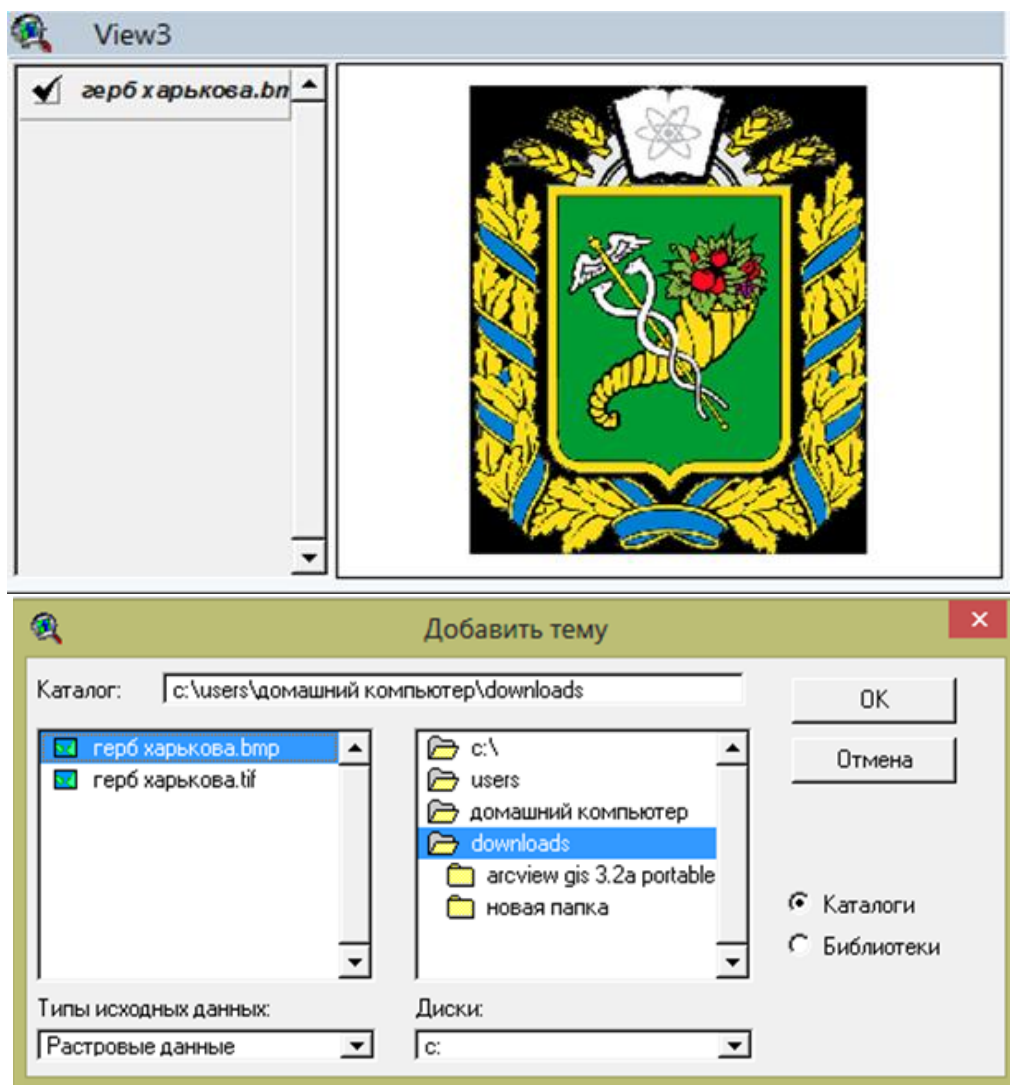 View3
герб харькова.bm
Добавить тему
Каталог:
c:\users\домашний компьютер\downloads
OK
Отмена
герб харькова.bmp
герб харькова.tif
c:\
users
домашний компьютер
downloads
arcview gis 3.2a portable
новая папка
Каталоги
Библиотеки
Типы исходных данных:
Растровые данные
Диски:
c: